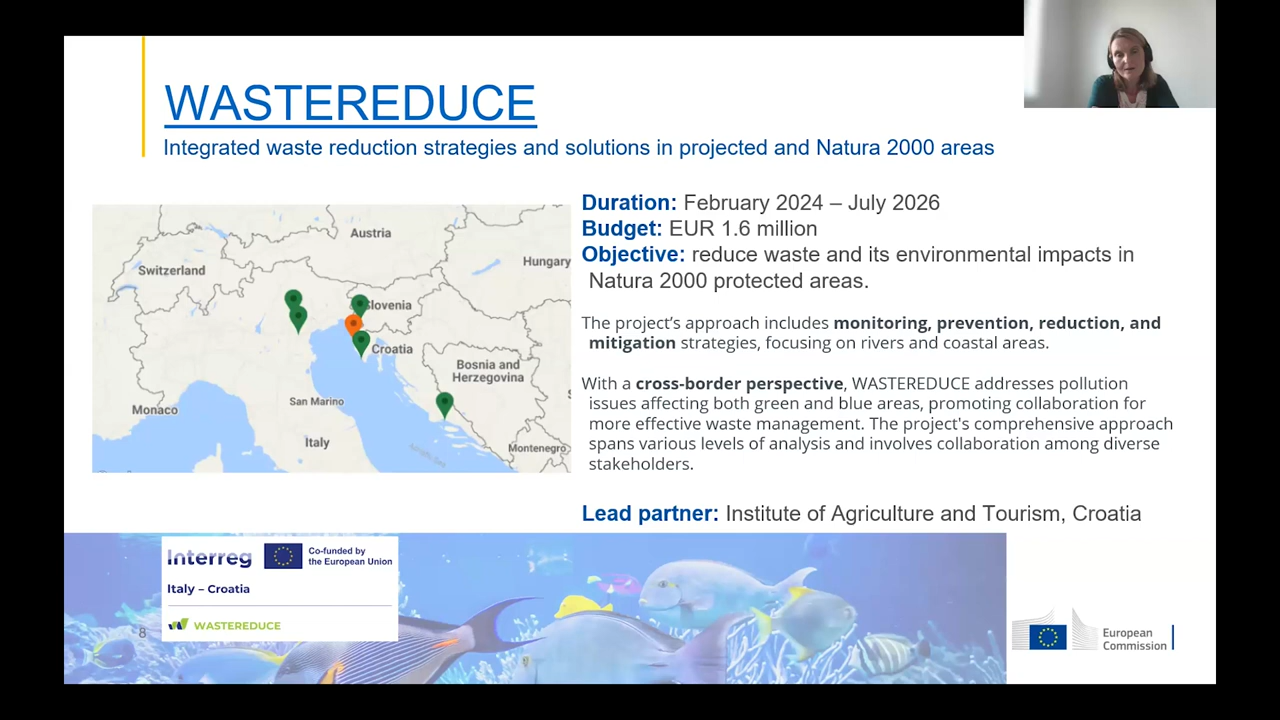 WASTEREDUCE
Integrated waste reduction strategies and solutions in projected and Natura 2000 areas
Austria
Switzerland
Hungary
Slovenia
Croatia
Bosnia and
Herzegovina
San Marino
Monaco
Italy
Montenegro
Duration: February 2024 – July 2026
Budget: EUR 1.6 million
Objective: reduce waste and its environmental impacts in
Natura 2000 protected areas.
The project’s approach includes monitoring, prevention, reduction, and
mitigation strategies, focusing on rivers and coastal areas.
With a cross-border perspective, WASTEREDUCE addresses pollution
issues affecting both green and blue areas, promoting collaboration for
more effective waste management. The project's comprehensive approach
spans various levels of analysis and involves collaboration among diverse
stakeholders.
Lead partner: Institute of Agriculture and Tourism, Croatia
Interreg
Co-funded by
the European Union
Italy – Croatia
WASTEREDUCE
8
European
Commission